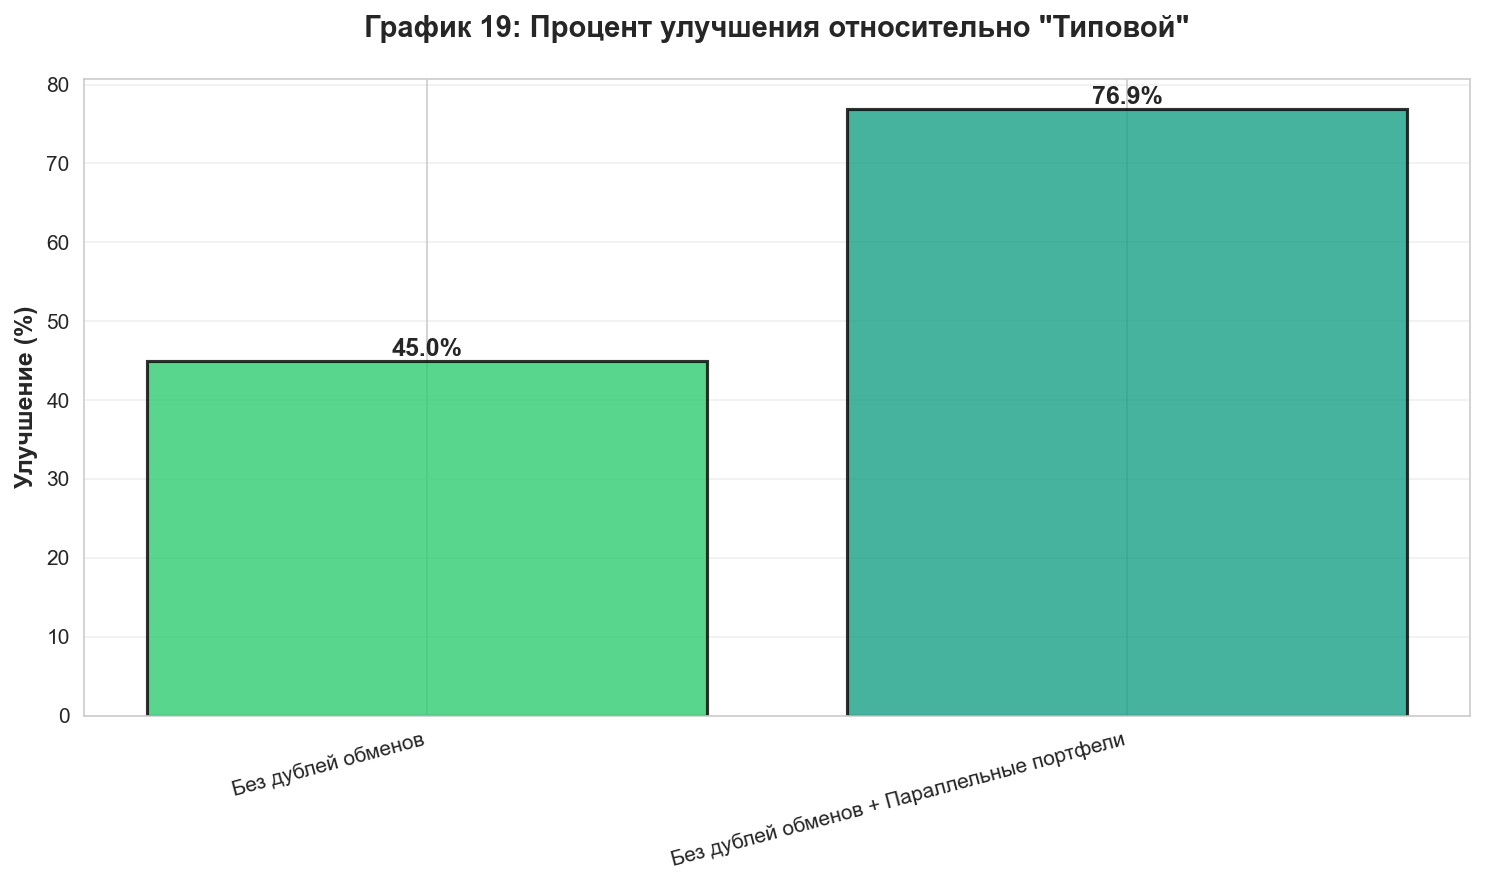 График 19: Процент улучшения относительно "Типовой"
Улучшение (%)
80
70
60
50
40
30
20
10
0
45.0%
76.9%
Без дублей обменов
Без дублей обменов + Параллельные портфели